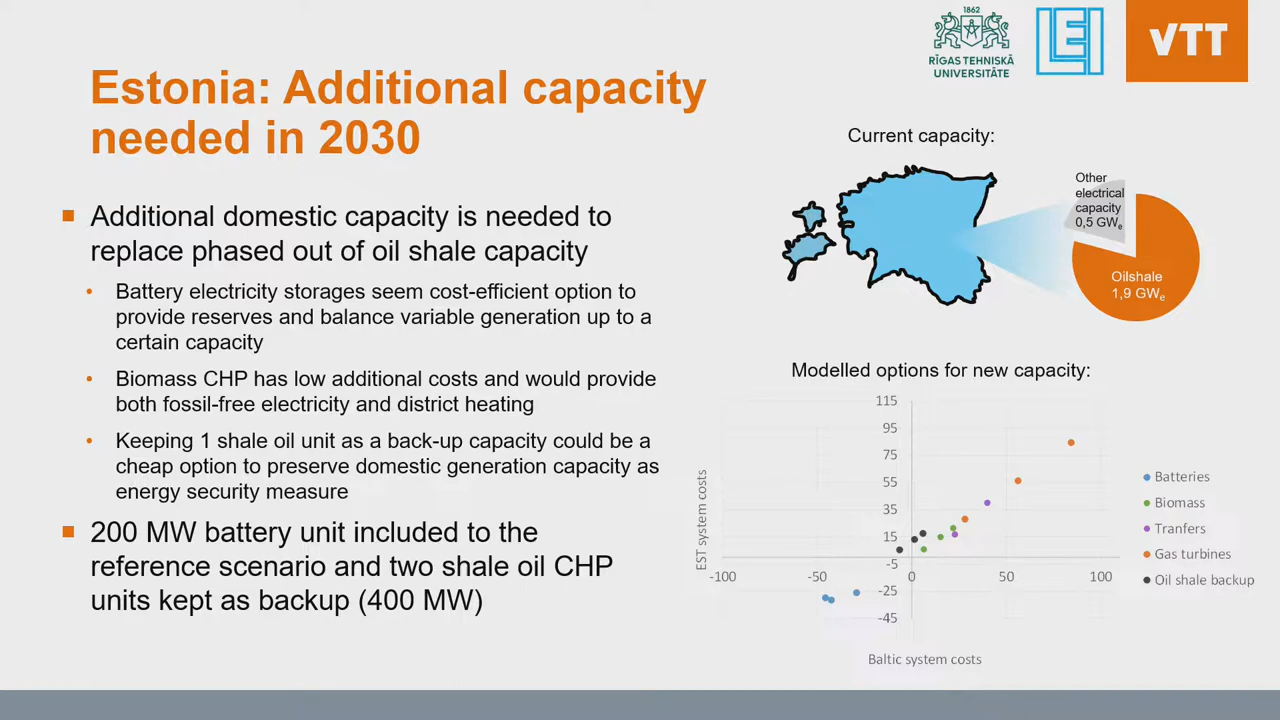 1862
RĪGAS TEHNISKĀ
UNIVERSITĀTE
LEI
VTT
Estonia: Additional capacity
needed in 2030
Additional domestic capacity is needed to
replace phased out of oil shale capacity
Battery electricity storages seem cost-efficient option to
provide reserves and balance variable generation up to a
certain capacity
Biomass CHP has low additional costs and would provide
both fossil-free electricity and district heating
Keeping 1 shale oil unit as a back-up capacity could be a
cheap option to preserve domestic generation capacity as
energy security measure
200 MW battery unit included to the
reference scenario and two shale oil CHP
units kept as backup (400 MW)
Current capacity:
Other
electrical
capacity
0,5 GWe
Oilshale
1,9 GWe
Modelled options for new capacity:
115
95
75
55
35
15
-5
-25
-45
-100
-50
0
50
100
EST system costs
Baltic system costs
Batteries
Biomass
Tranfers
Gas turbines
Oil shale backup